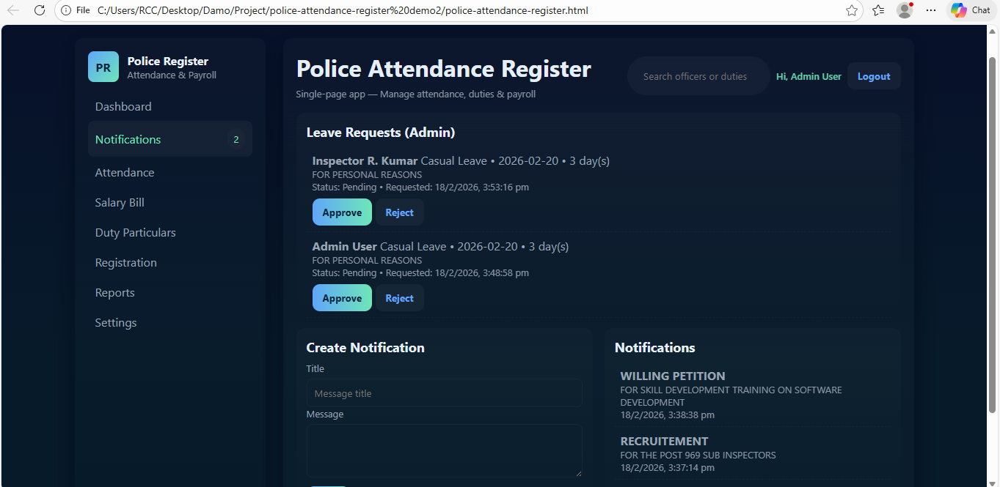 File C:/Users/RCC/Desktop/Damo/Project/police-attendance-register%20demo2/police-attendance-register.html
Chat
PR
Police Register
Attendance & Payroll
Dashboard
Notifications 2
Attendance
Salary Bill
Duty Particulars
Registration
Reports
Settings
Police Attendance Register
Single-page app — Manage attendance, duties & payroll
Search officers or duties
Hi, Admin User
Logout
Leave Requests (Admin)
Inspector R. Kumar Casual Leave • 2026-02-20 • 3 day(s)
FOR PERSONAL REASONS
Status: Pending • Requested: 18/2/2026, 3:53:16 pm
Approve Reject
Admin User Casual Leave • 2026-02-20 • 3 day(s)
FOR PERSONAL REASONS
Status: Pending • Requested: 18/2/2026, 3:48:58 pm
Approve Reject
Create Notification
Title
Message title
Message
Notifications
WILLING PETITION
FOR SKILL DEVELOPMENT TRAINING ON SOFTWARE
DEVELOPMENT
18/2/2026, 3:38:38 pm
RECRUITEMENT
FOR THE POST 969 SUB INSPECTORS
18/2/2026, 3:37:14 pm